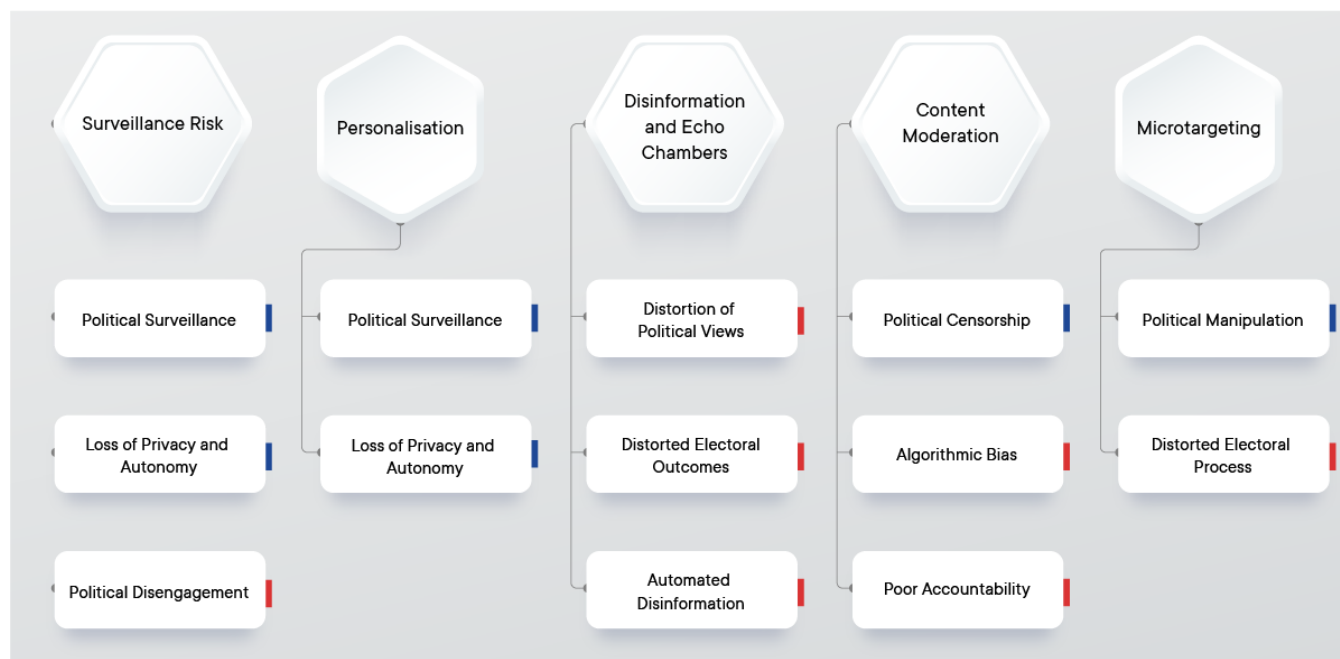 Surveillance Risk
Personalisation
Disinformation
and Echo
Chambers
Content
Moderation
Microtargeting
Political Surveillance
Political Surveillance
Distortion of
Political Views
Political Censorship
Political Manipulation
Loss of Privacy and
Autonomy
Loss of Privacy and
Autonomy
Distorted Electoral
Outcomes
Algorithmic Bias
Distorted Electoral
Process
Political Disengagement
Automated
Disinformation
Poor Accountability